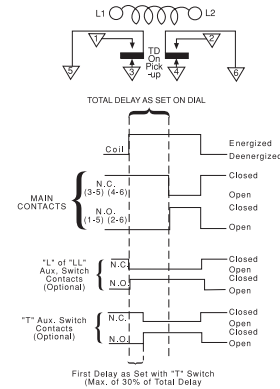 L1 L2
1 2
TD
On
Pick
-up
5 3 4 6
TOTAL DELAY AS SET ON DIAL
Coil
Energized
Deenergized
MAIN
CONTACTS
N.C.
(3-5) (4-6)
Closed
Open
N.O.
(1-5) (2-6)
Closed
Open
"L" of "LL"
Aux, Switch
Contacts
(Optional)
N.C.
Closed
Open
N.O.
Closed
Open
"T" Aux. Switch
Contacts
(Optional)
N.C.
Closed
Open
N.O.
Closed
Open
First Delay as Set with "T" Switch
(Max. of 30% of Total Delay